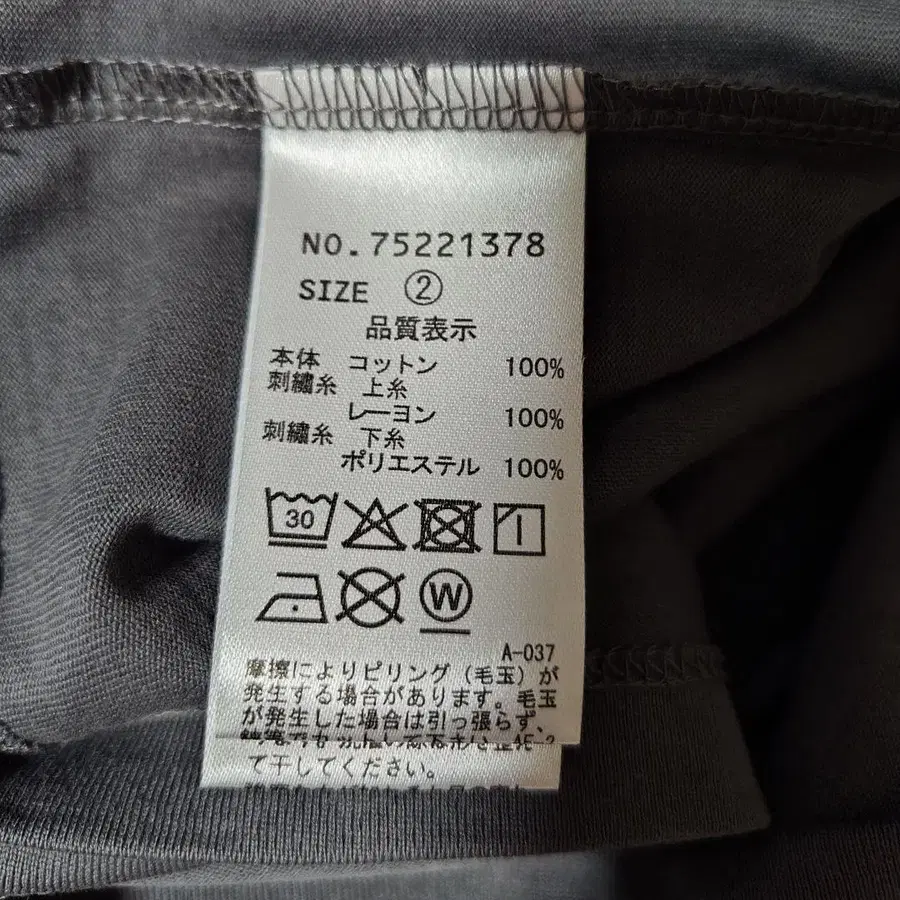 NO.75221378
SIZE ②
品質表示
本体 コットン 100%
刺繍糸 上糸
レーヨン 100%
刺繍糸 下糸
ポリエステル 100%
30
W
A-037
摩擦によりピリング(毛玉)が
発生する場合があります。毛玉
が発生した場合は引っ張らず、
て干してください。